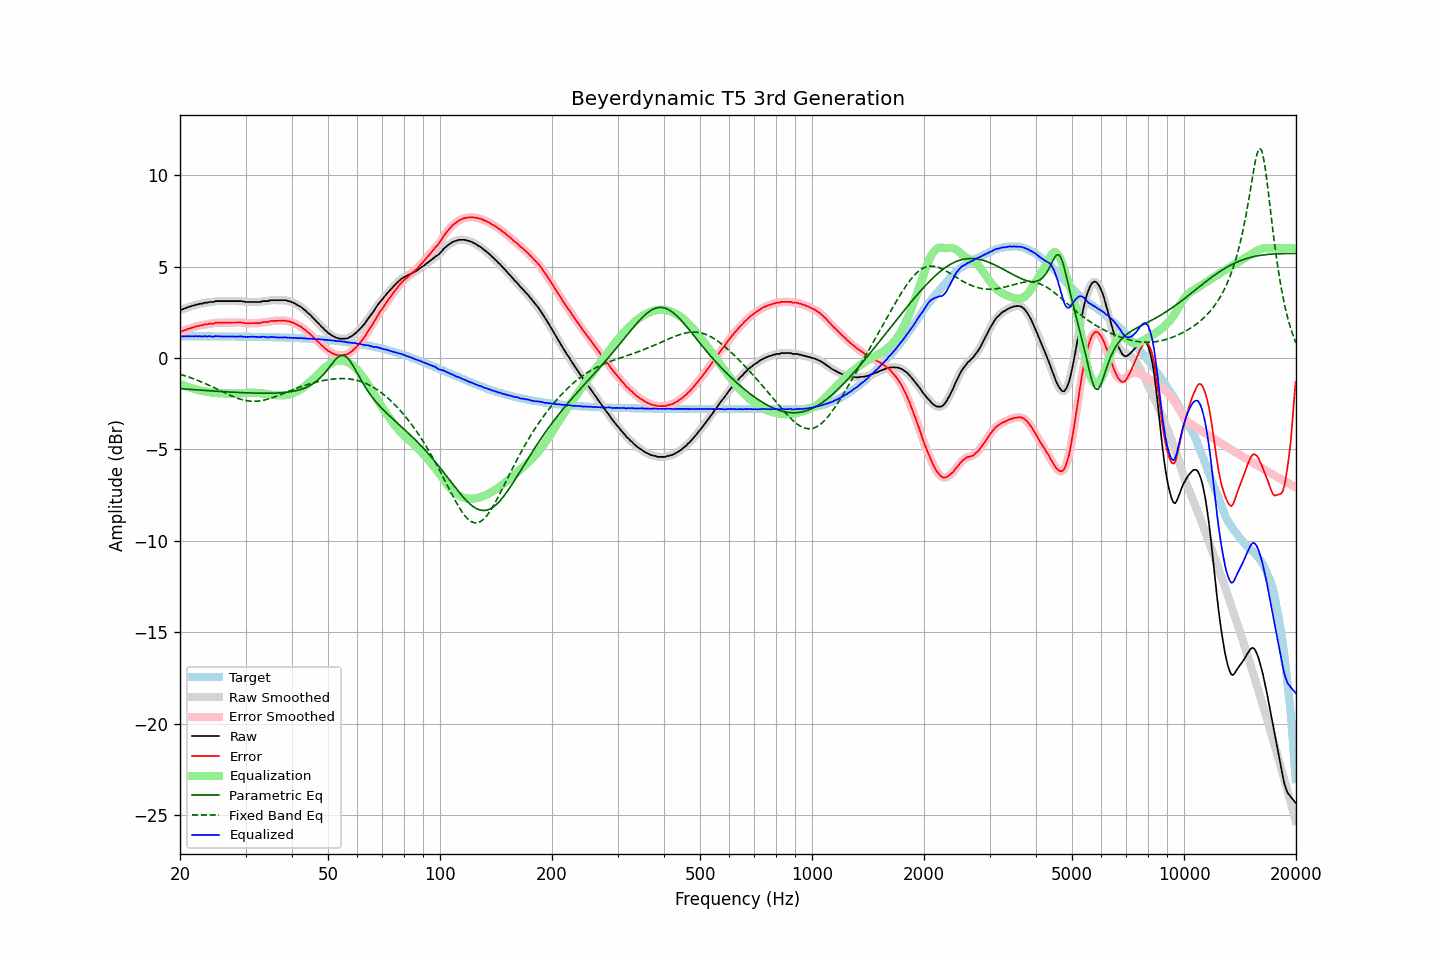 Beyerdynamic T5 3rd Generation
Amplitude (dBr)
10
5
0
−5
−10
−15
−20
−25
Target
Raw Smoothed
Error Smoothed
Raw
Error
Equalization
Parametric Eq
Fixed Band Eq
Equalized
20 50 100 200 500 1000 2000 5000 10000 20000
Frequency (Hz)